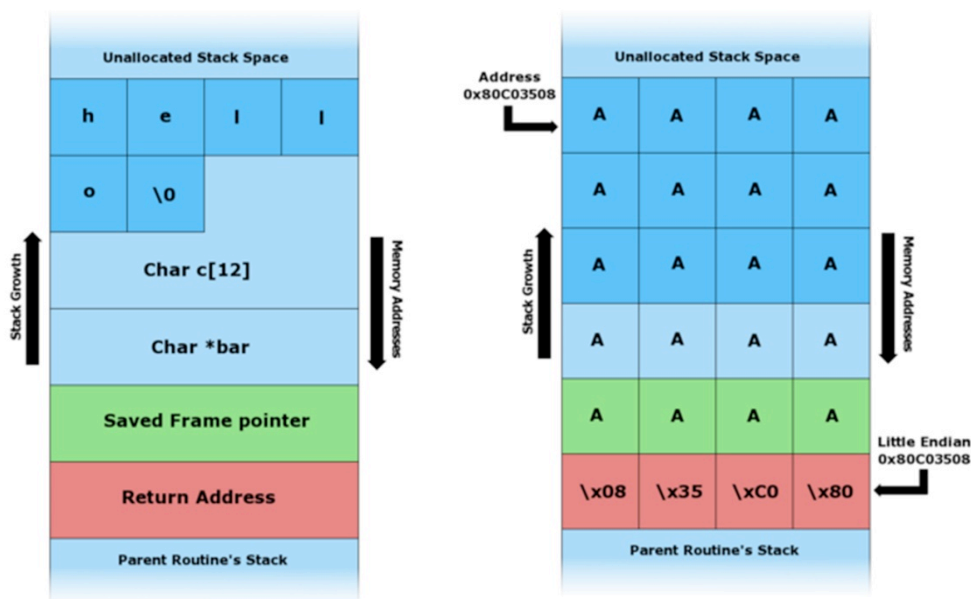 Unallocated Stack Space
h e l l
o \0
Char c[12]
Char *bar
Saved Frame pointer
Return Address
Parent Routine's Stack
Stack Growth
Memory Addresses
Unallocated Stack Space
Address
0x80C03508
A A A A
A A A A
A A A A
A A A A
A A A A
\x08 \x35 \xC0 \x80
Little Endian
0x80C03508
Parent Routine's Stack
Stack Growth
Memory Addresses